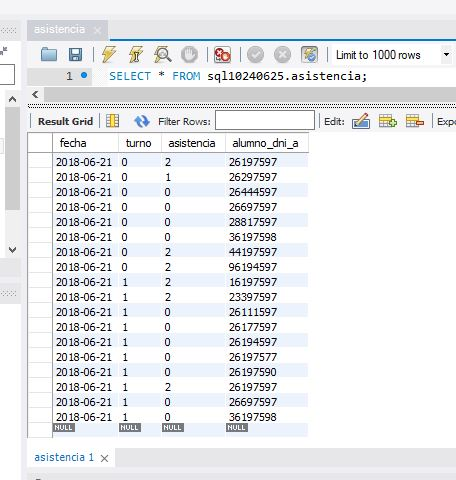 asistencia
Limit to 1000 rows
1 SELECT * FROM sql10240625.asistencia;
Result Grid Filter Rows: Edit: Expo
fecha turno asistencia alumno_dni_a
2018-06-21 0 2 26197597
2018-06-21 0 1 26297597
2018-06-21 0 0 26444597
2018-06-21 0 0 26697597
2018-06-21 0 0 28817597
2018-06-21 0 0 36197598
2018-06-21 0 2 44197597
2018-06-21 0 2 96194597
2018-06-21 1 2 16197597
2018-06-21 1 2 23397597
2018-06-21 1 0 26111597
2018-06-21 1 0 26177597
2018-06-21 1 0 26194597
2018-06-21 1 0 26197577
2018-06-21 1 0 26197590
2018-06-21 1 2 26197597
2018-06-21 1 0 26697597
2018-06-21 1 0 36197598
NULL NULL NULL NULL
asistencia 1